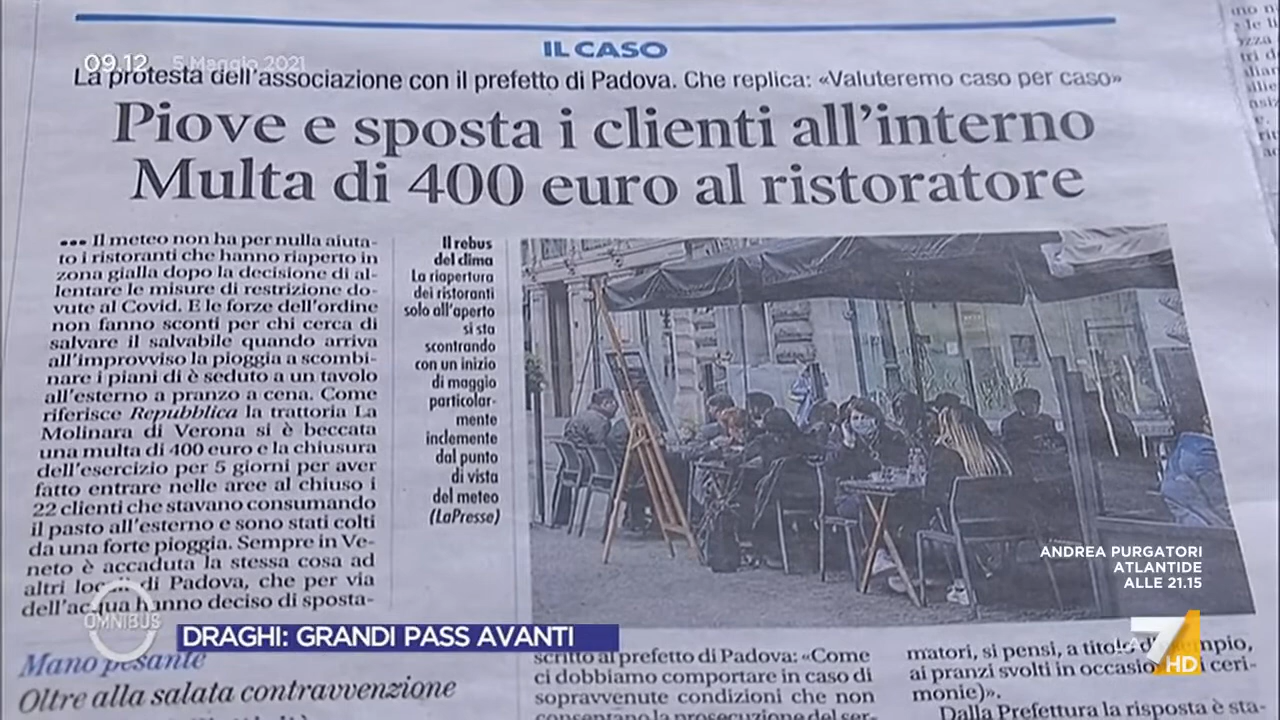 09.12 5 Maggio 2021
IL CASO
La protesta dell'associazione con il prefetto di Padova. Che replica: «Valuteremo caso per caso»
Piove e sposta i clienti all'interno
Multa di 400 euro al ristoratore
••• Il meteo non ha per nulla aiuta-
to i ristoranti che hanno riaperto in
zona gialla dopo la decisione di al-
lentare le misure di restrizione do-
vute al Covid. E le forze dell'ordine
non fanno sconti per chi cerca di
salvare il salvabile quando arriva
all'improvviso la pioggia a scombi-
nare i piani di è seduto a un tavolo
all'esterno a pranzo a cena. Come
riferisce Repubblica la trattoria La
Molinara di Verona si è beccata
una multa di 400 euro e la chiusura
dell'esercizio per 5 giorni per aver
fatto entrare nelle aree al chiuso i
22 clienti che stavano consumando
il pasto all'esterno e sono stati colti
da una forte pioggia. Sempre in Ve-
neto è accaduta la stessa cosa ad
altri di Padova, che per via
dell'acqua hanno deciso di sposta-
Il rebus
del clima
La riapertura
dei ristoranti
solo all'aperto
si sta
scontrando
con un inizio
di maggio
particolar-
mente
inclemente
dal punto
di vista
del meteo
(LaPresse)
Mano pesante
Oltre alla salata contravvenzione
scritto al prefetto di Padova: «Come
ci dobbiamo comportare in caso di
sopravvenute condizioni che non
consentano la prosecuzione del ser-
matori, si pensi, a titolo
ai pranzi svolti in occasio ceri-
monie)».
Dalla Prefettura la risposta è sta-
ANDREA PURGATORI
ATLANTIDE
ALLE 21.15
OMNIBUS
DRAGHI: GRANDI PASS AVANTI
LA 7 HD